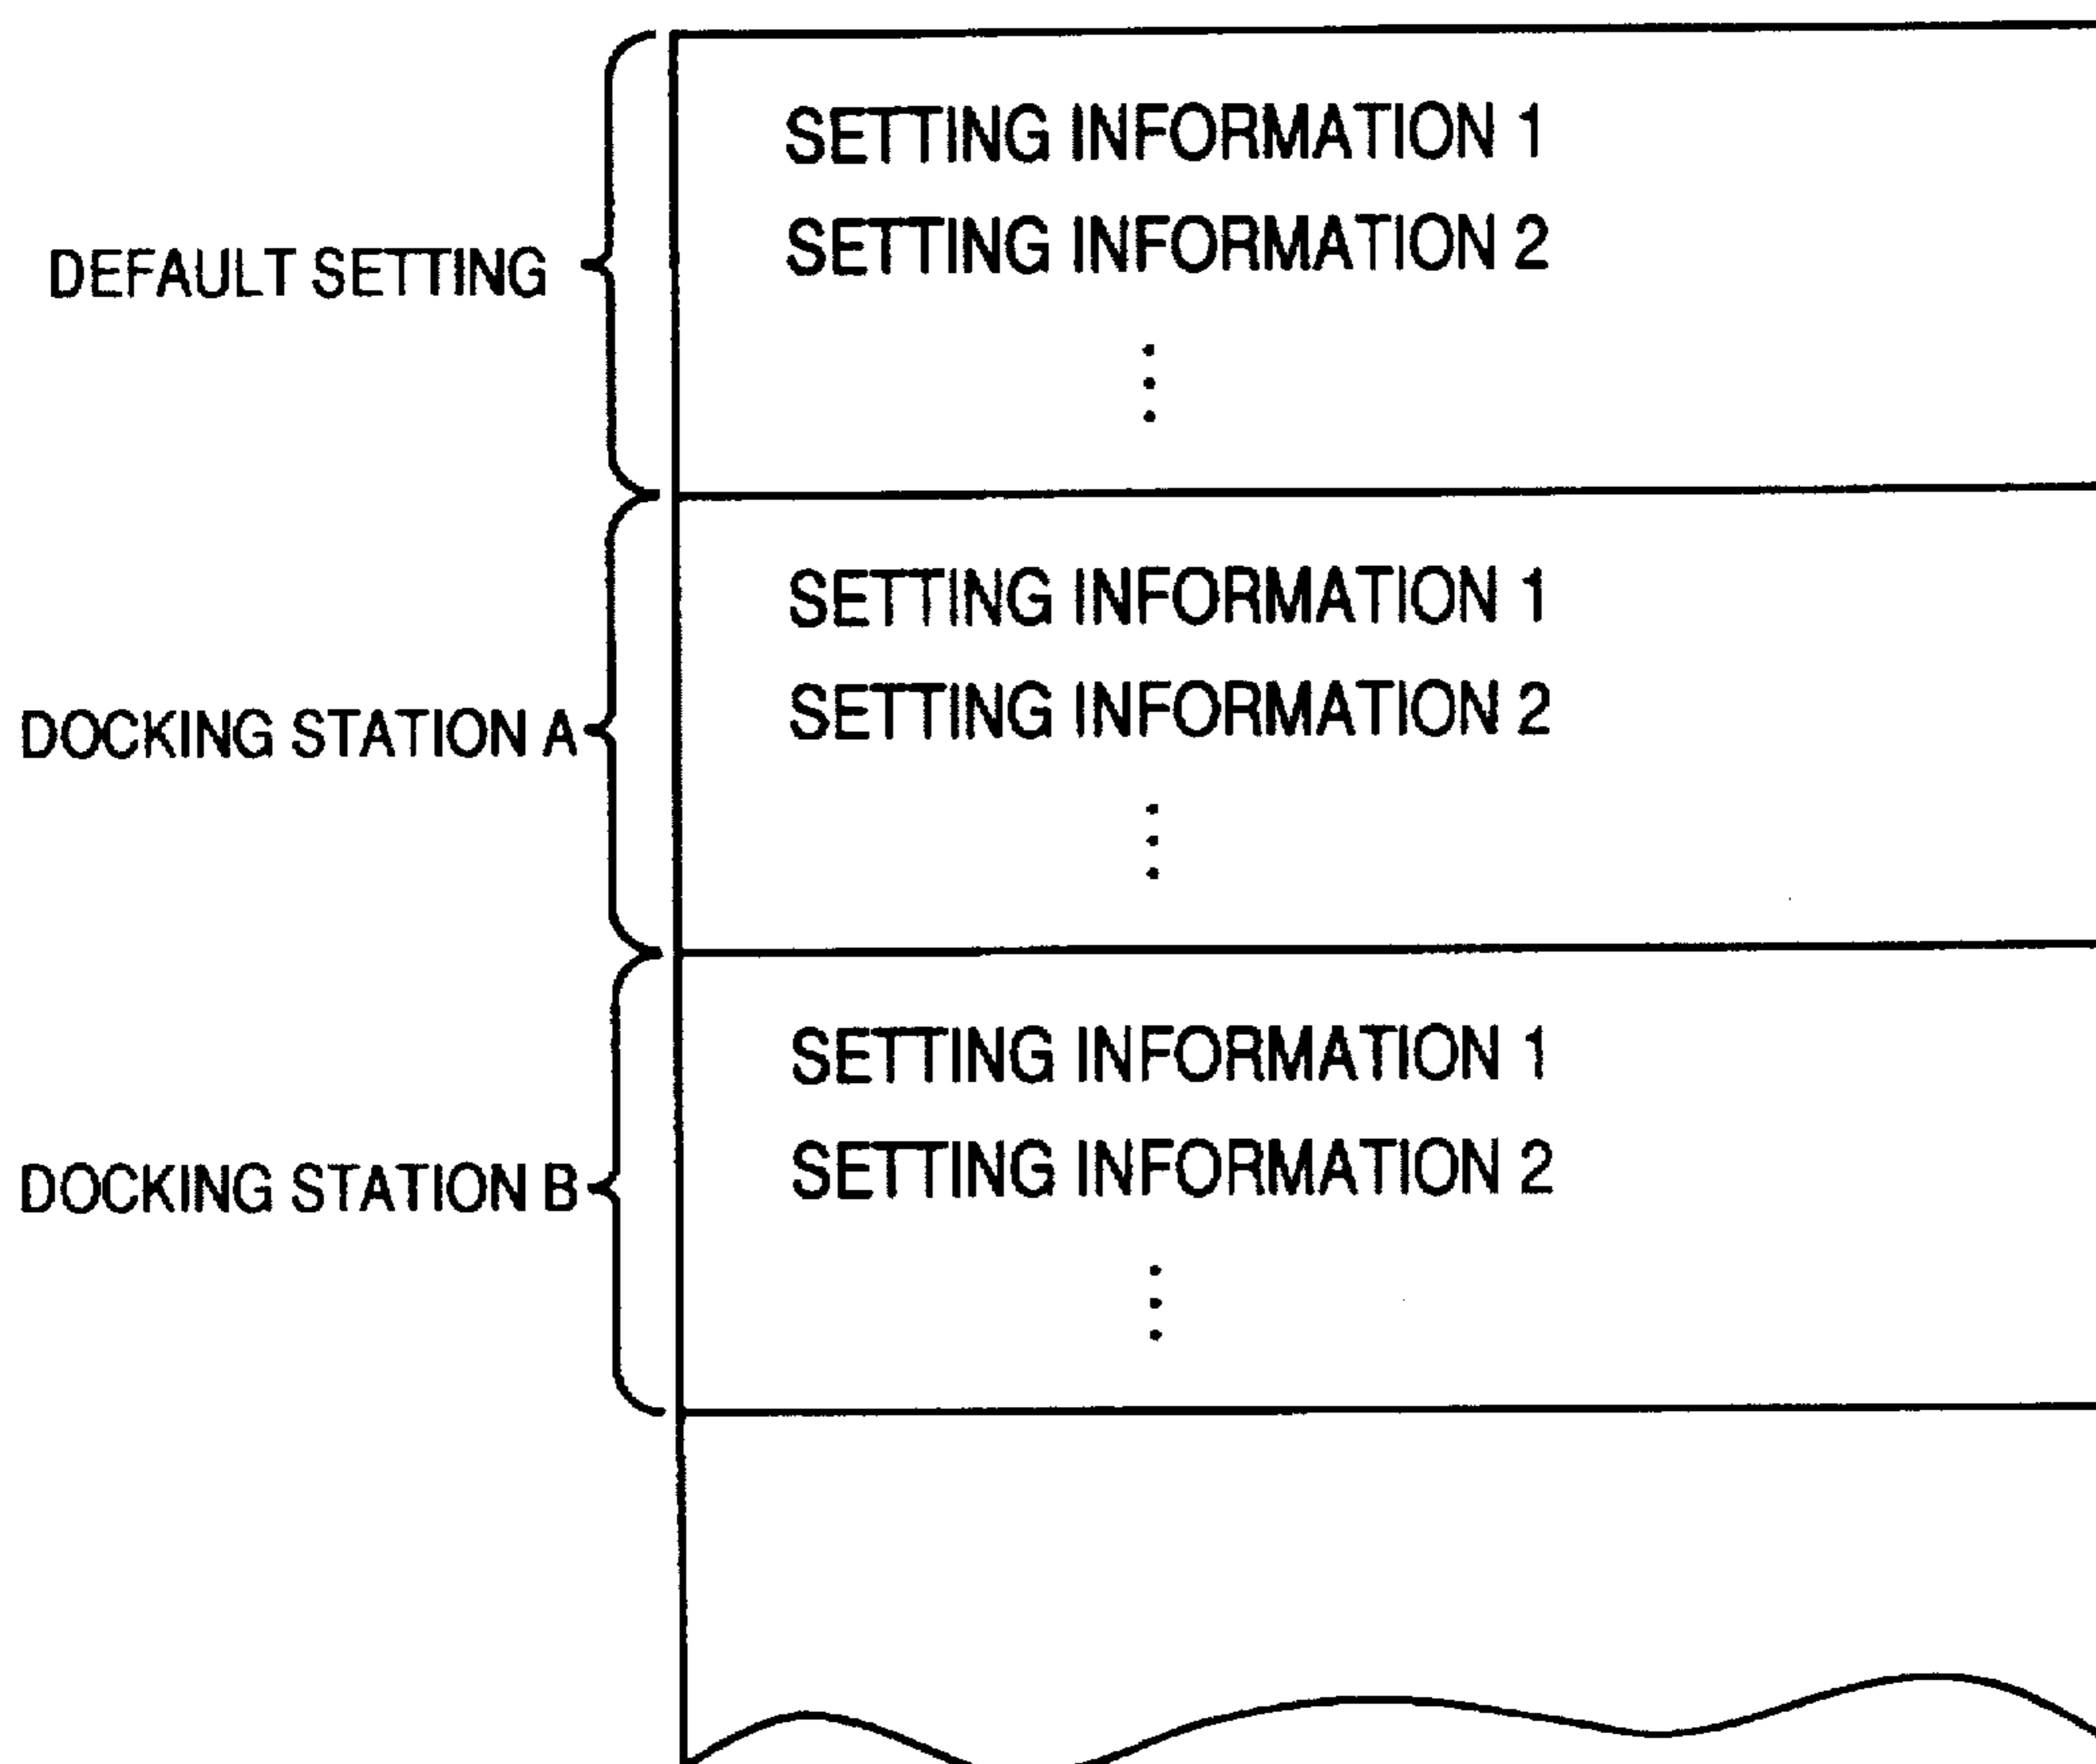 SETTING INFORMATION 1
SETTING INFORMATION 2
DEFAULT SETTING
SETTING INFORMATION 1
SETTING INFORMATION 2
DOCKING STATION A
SETTING INFORMATION 1
SETTING INFORMATION 2
DOCKING STATION B